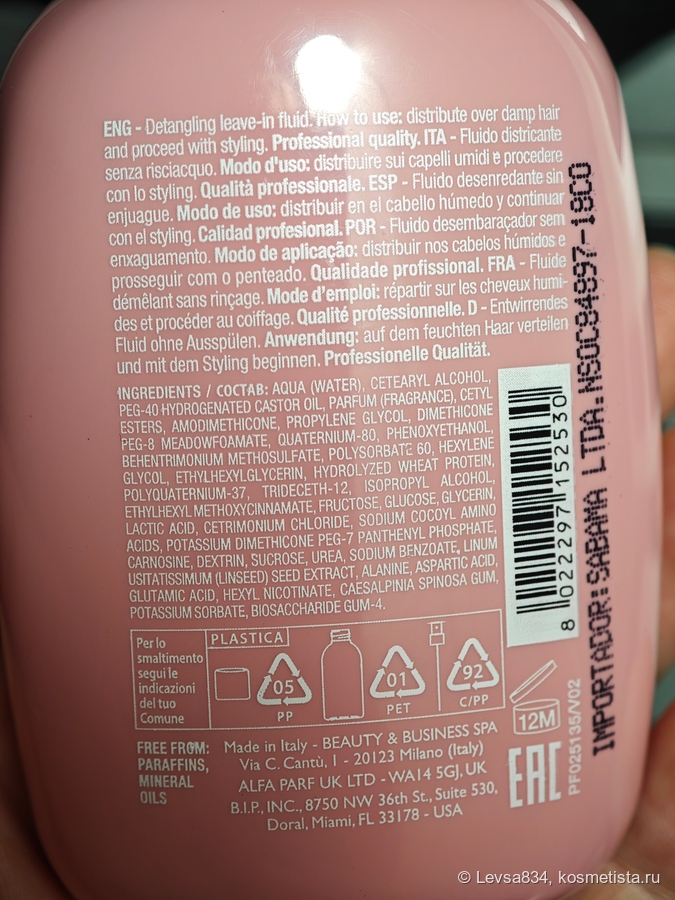 ENG - Detangling leave-in fluid. How to use: distribute over damp hair
and proceed with styling. Professional quality. ITA - Fluido districante
senza risciacquo. Modo d'uso: distribuire sui capelli umidi e procedere
con lo styling. Qualità professionale. ESP - Fluido desenredante sin
enjuague. Modo de uso: distribuir en el cabello húmedo y continuar
con el styling. Calidad profesional. POR - Fluido desembaraçador sem
enxaguamento. Modo de aplicação: distribuir nos cabelos húmidos e
prosseguir com o penteado. Qualidade profissional. FRA - Fluide
démêlant sans rinçage. Mode d'emploi: répartir sur les cheveux humi-
des et procéder au coiffage. Qualité professionnelle. D - Entwirrendes
Fluid ohne Ausspülen. Anwendung: auf dem feuchten Haar verteilen
und mit dem Styling beginnen. Professionelle Qualität.
INGREDIENTS / СОСТАВ: AQUA (WATER), CETEARYL ALCOHOL,
PEG-40 HYDROGENATED CASTOR OIL, PARFUM (FRAGRANCE), CETYL
ESTERS, AMODIMETHICONE, PROPYLENE GLYCOL, DIMETHICONE
PEG-8 MEADOWFOAMATE, QUATERNIUM-80, PHENOXYETHANOL,
BEHENTRIMONIUM METHOSULFATE, POLYSORBATE 60, HEXYLENE
GLYCOL, ETHYLHEXYLGLYCERIN, HYDROLYZED WHEAT PROTEIN,
POLYQUATERNIUM-37, TRIDECETH-12, ISOPROPYL ALCOHOL,
ETHYLHEXYL METHOXYCINNAMATE, FRUCTOSE, GLUCOSE, GLYCERIN,
LACTIC ACID, CETRIMONIUM CHLORIDE, SODIUM COCOYL AMINO
ACIDS, POTASSIUM DIMETHICONE PEG-7 PANTHENYL PHOSPHATE,
CARNOSINE, DEXTRIN, SUCROSE, UREA, SODIUM BENZOATE, LINUM
USITATISSIMUM (LINSEED) SEED EXTRACT, ALANINE, ASPARTIC ACID,
GLUTAMIC ACID, HEXYL NICOTINATE, CAESALPINIA SPINOSA GUM,
POTASSIUM SORBATE, BIOSACCHARIDE GUM-4.
8 022297 152530
IMPORTADOR:SABAMA LTDA:NSOC84897-18CO
Per lo
smaltimento
segui le
indicazioni
del tuo
Comune
PLASTICA
05
PP
01
PET
92
C/PP
12M
EAC
PF025135/V02
FREE FROM:
PARAFFINS,
MINERAL
OILS
Made in Italy - BEAUTY & BUSINESS SPA
Via C. Cantù, 1 - 20123 Milano (Italy)
ALFA PARF UK LTD - WA14 5GJ, UK
B.I.P., INC., 8750 NW 36th St., Suite 530,
Doral, Miami, FL 33178 - USA
© Levsa834, kosmetista.ru